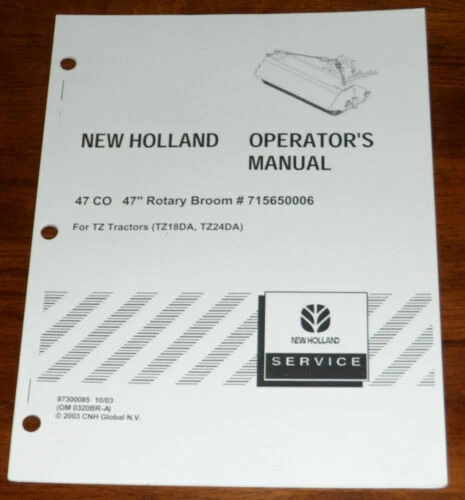 NEW HOLLAND OPERATOR'S
MANUAL
47 CO 47" Rotary Broom # 715650006
For TZ Tractors (TZ18DA, TZ24DA)
NEW HOLLAND
SERVICE
87300085 10/03
(OM 0320BR-A)
© 2003 CNH Global N.V.